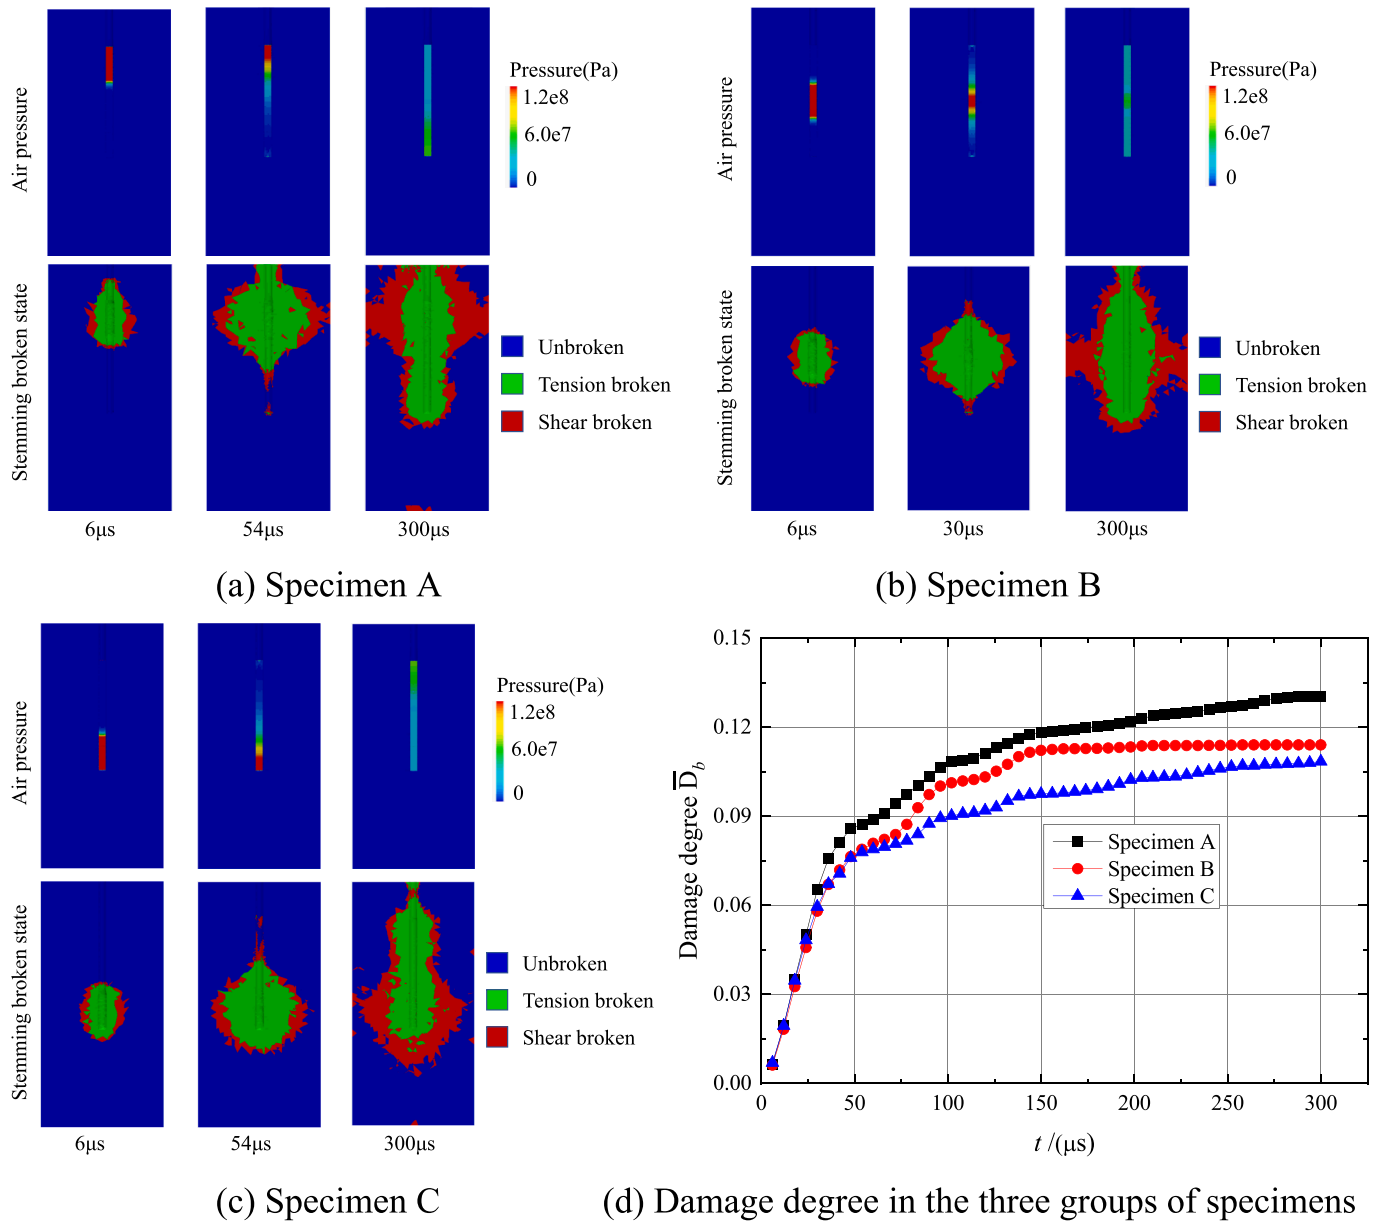 Air pressure
Pressure(Pa)
1.2e8
6.0e7
0
Stemming broken state
Unbroken
Tension broken
Shear broken
6μs
54μs
300μs
(a) Specimen A
Air pressure
Pressure(Pa)
1.2e8
6.0e7
0
Stemming broken state
Unbroken
Tension broken
Shear broken
6μs
30μs
300μs
(b) Specimen B
Air pressure
Pressure(Pa)
1.2e8
6.0e7
0
Stemming broken state
Unbroken
Tension broken
Shear broken
6μs
54μs
300μs
(c) Specimen C
Damage degree D̅b
0.15
0.12
0.09
0.06
0.03
0.00
Specimen A
Specimen B
Specimen C
0 50 100 150 200 250 300
t /(μs)
(d) Damage degree in the three groups of specimens